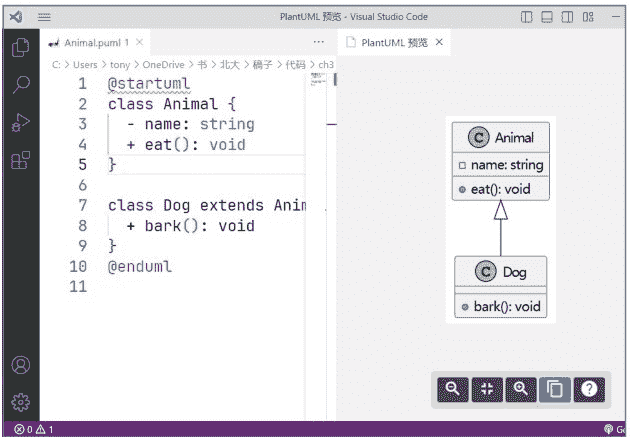 PlantUML 预览 - Visual Studio Code
Animal.puml 1 ×
···
PlantUML 预览 ×
C: > Users > tony > OneDrive > 书 > 北大 > 稿子 > 代码 > ch3
1 @startuml
2 class Animal {
3 - name: string
4 + eat(): void
5 }
6
7 class Dog extends Anim
8 + bark(): void
9 }
10 @enduml
11
C Animal
name: string
eat(): void
C Dog
bark(): void
?
0 1
Go